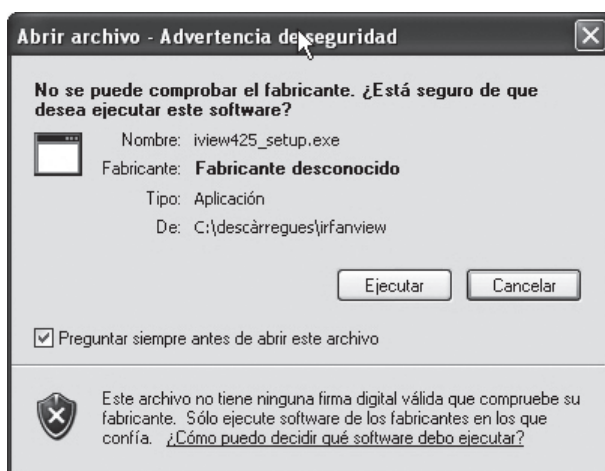 Abrir archivo - Advertencia de seguridad
No se puede comprobar el fabricante. ¿Está seguro de que
desea ejecutar este software?
Nombre: iview425_setup.exe
Fabricante: Fabricante desconocido
Tipo: Aplicación
De: C:\descàrregues\irfanview
Ejecutar Cancelar
Preguntar siempre antes de abrir este archivo
Este archivo no tiene ninguna firma digital válida que compruebe su
fabricante. Sólo ejecute software de los fabricantes en los que
confía. ¿Cómo puedo decidir qué software debo ejecutar?